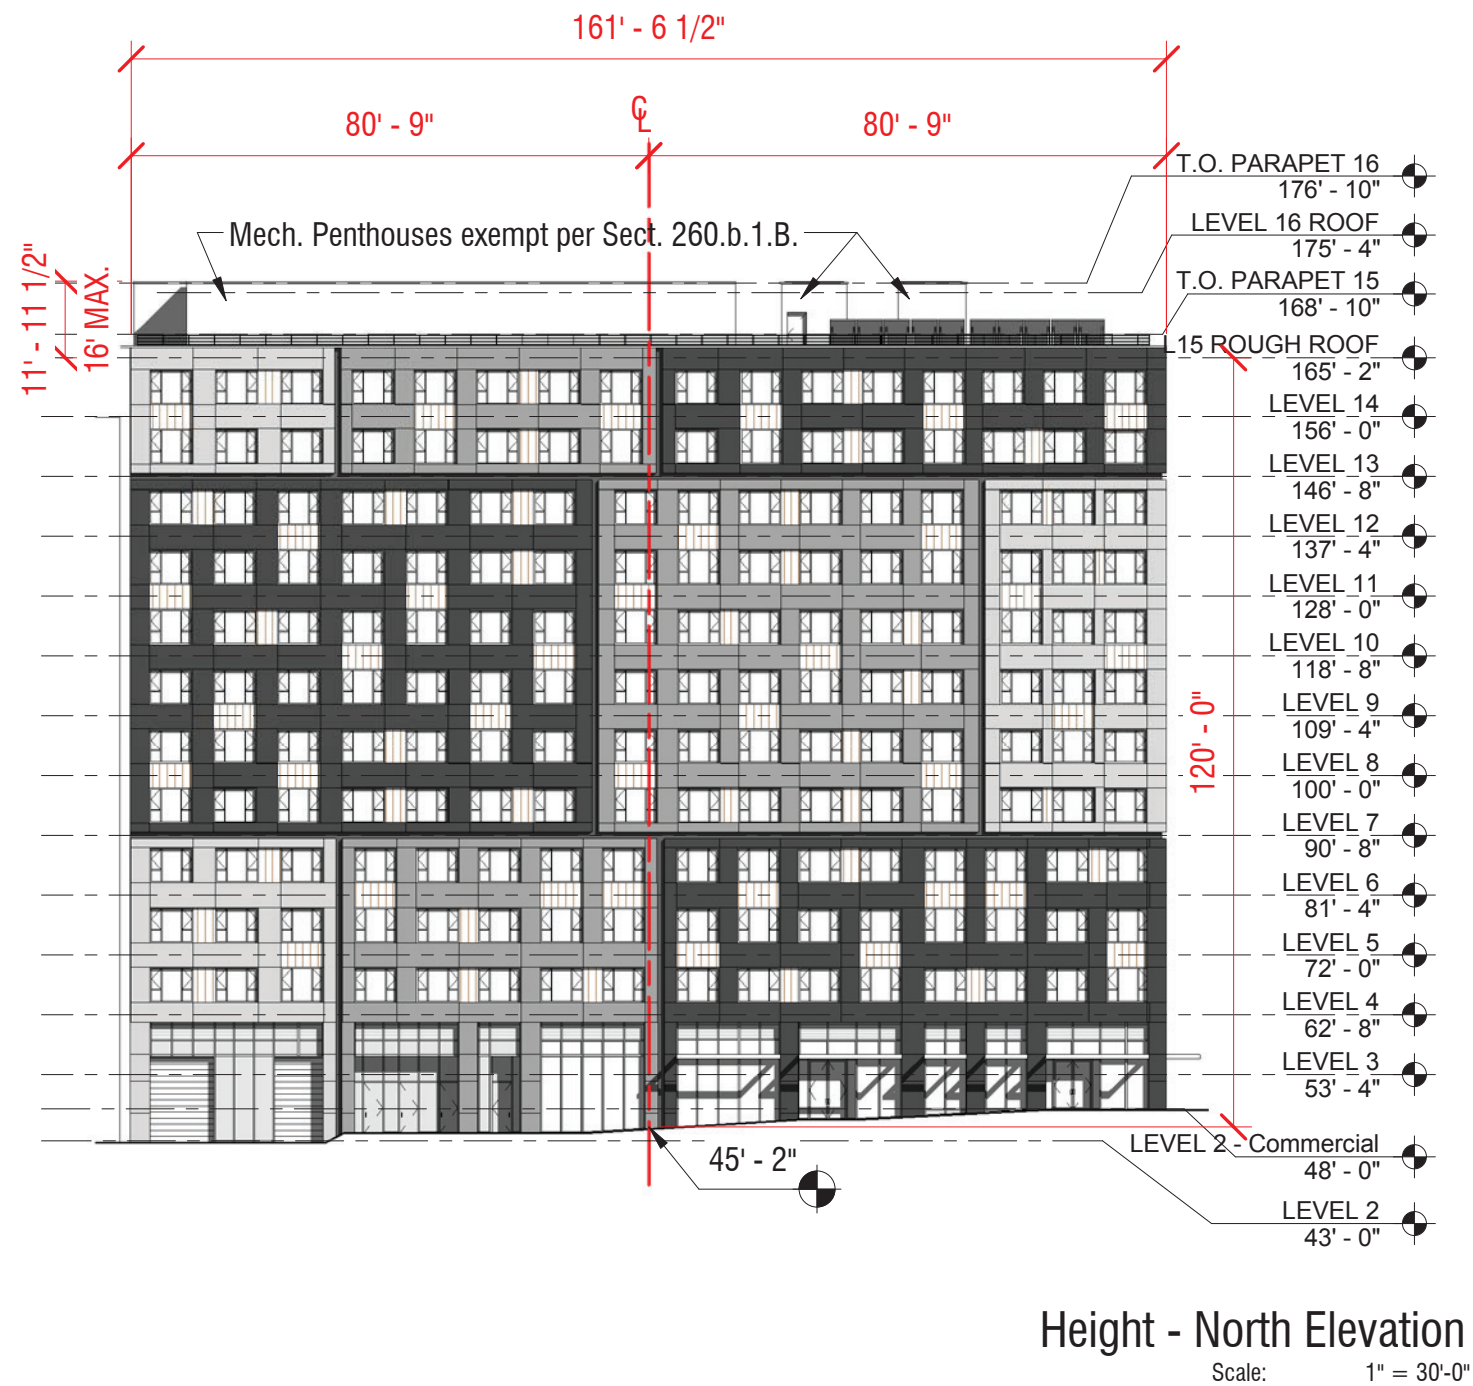 161' - 6 1/2"
80' - 9"
CL
80' - 9"
T.O. PARAPET 16
176' - 10"
LEVEL 16 ROOF
175' - 4"
Mech. Penthouses exempt per Sect. 260.b.1.B.
T.O. PARAPET 15
168' - 10"
11' - 11 1/2"
16' MAX.
L15 ROUGH ROOF
165' - 2"
LEVEL 14
156' - 0"
LEVEL 13
146' - 8"
LEVEL 12
137' - 4"
LEVEL 11
128' - 0"
LEVEL 10
118' - 8"
LEVEL 9
109' - 4"
120' - 0"
LEVEL 8
100' - 0"
LEVEL 7
90' - 8"
LEVEL 6
81' - 4"
LEVEL 5
72' - 0"
LEVEL 4
62' - 8"
LEVEL 3
53' - 4"
LEVEL 2 - Commercial
48' - 0"
45' - 2"
LEVEL 2
43' - 0"
Height - North Elevation
Scale: 1" = 30'-0"